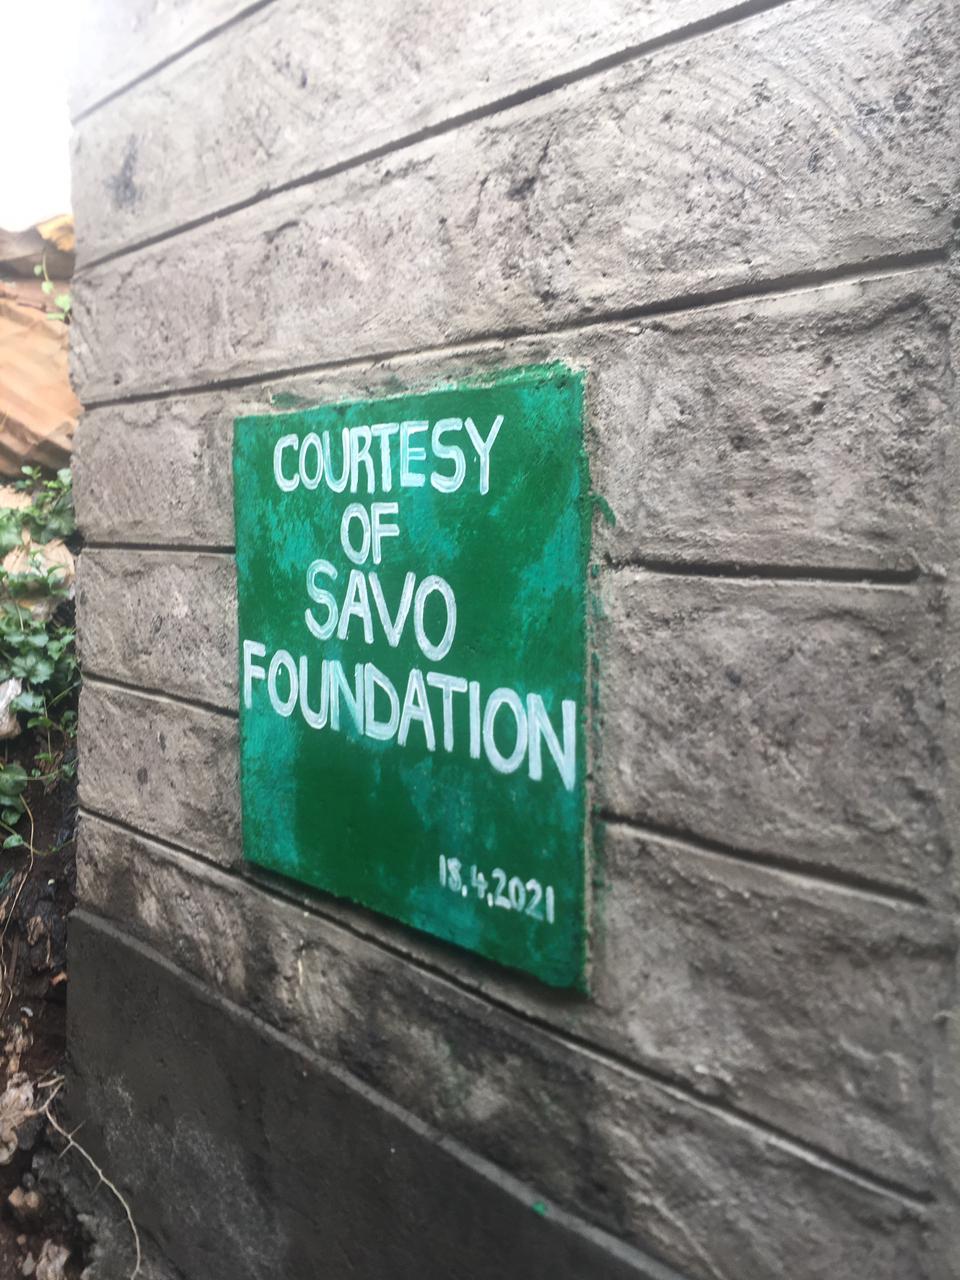 COURTESY
OF
SAVO
FOUNDATION
18.4.2021